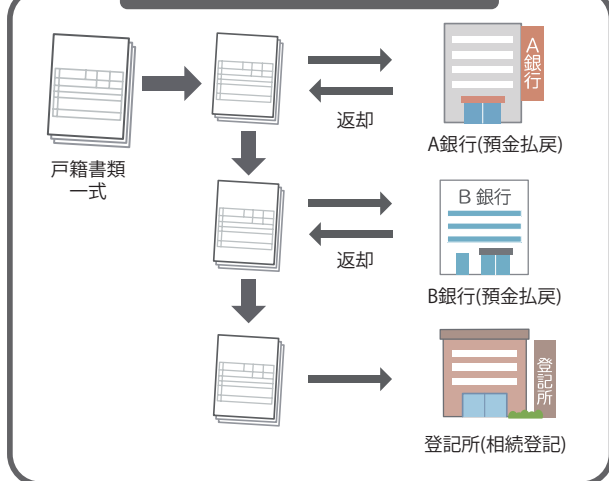 戸籍書類
一式
返却
A銀行
A銀行(預金払戻)
返却
B 銀行
B銀行(預金払戻)
登記所
登記所(相続登記)